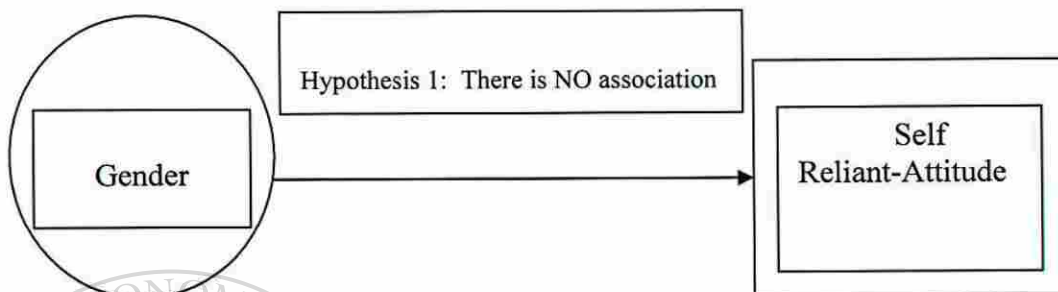 Hypothesis 1: There is NO association
Gender
Self
Reliant-Attitude